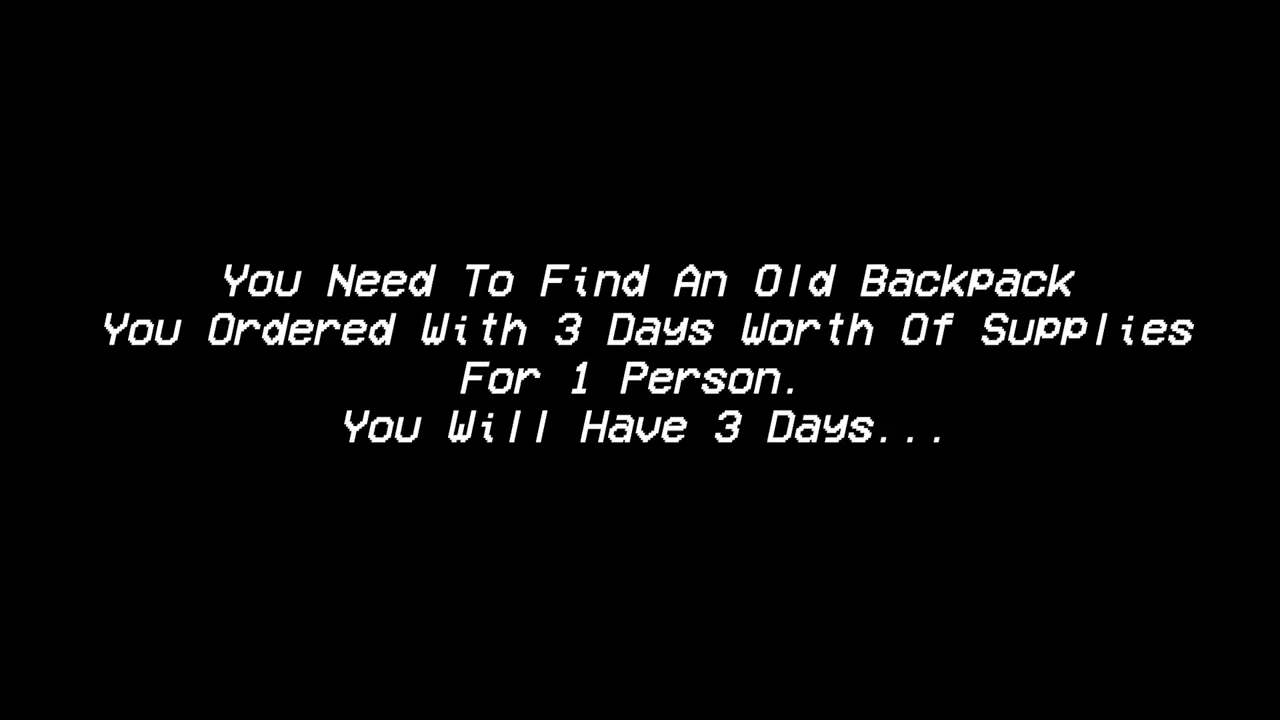 You Need To Find An Old Backpack
You Ordered With 3 Days Worth Of Supplies
For 1 Person.
You Will Have 3 Days...